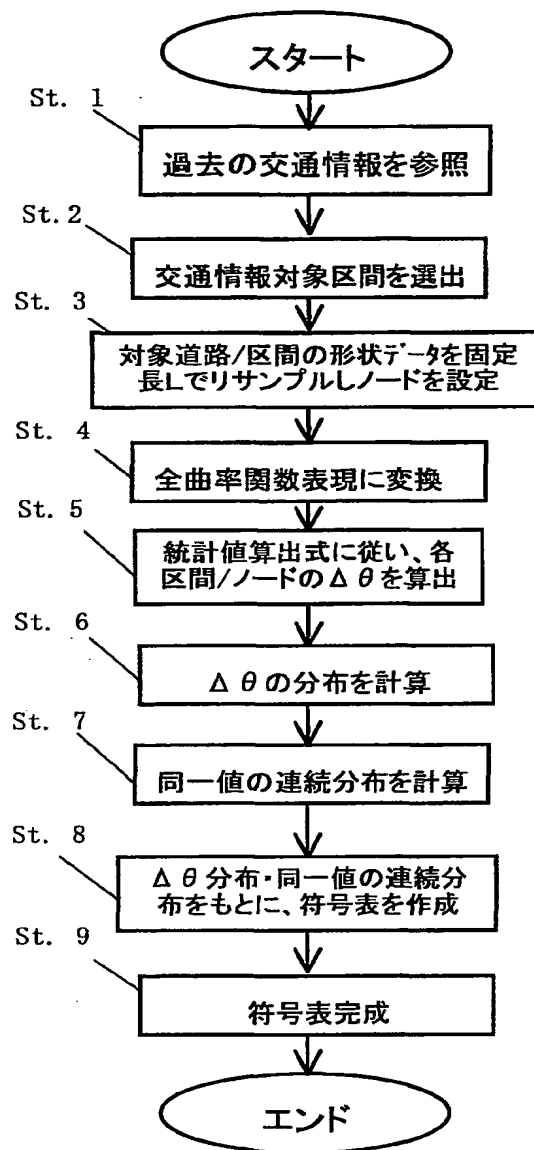 スタート
St. 1
過去の交通情報を参照
St.2
交通情報対象区間を選出
St. 3
対象道路/区間の形状データを固定
長Lでリサンプルしノードを設定
St. 4
全曲率関数表現に変換
St. 5
統計値算出式に従い、各
区間/ノードのΔθを算出
St. 6
Δθの分布を計算
St. 7
同一値の連続分布を計算
St. 8
Δθ分布・同一値の連続分
布をもとに、符号表を作成
St. 9
符号表完成
エンド